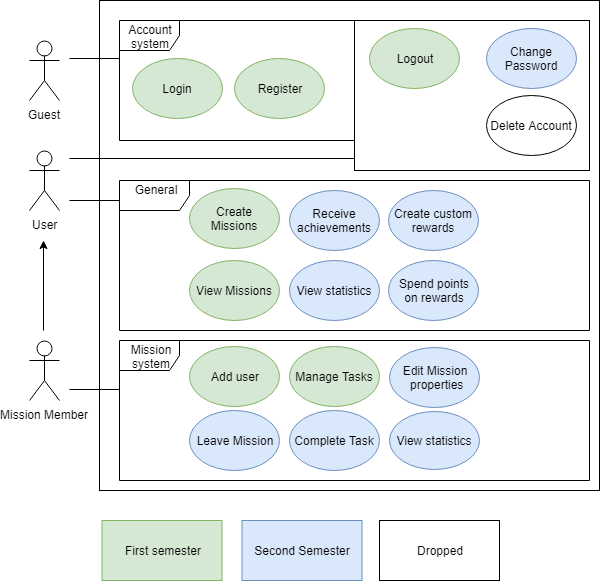 Account
system
Login
Register
Logout
Change
Password
Delete Account
Guest
User
General
Create
Missions
Receive
achievements
Create custom
rewards
View Missions
View statistics
Spend points
on rewards
Mission Member
Mission
system
Add user
Manage Tasks
Edit Mission
properties
Leave Mission
Complete Task
View statistics
First semester
Second Semester
Dropped